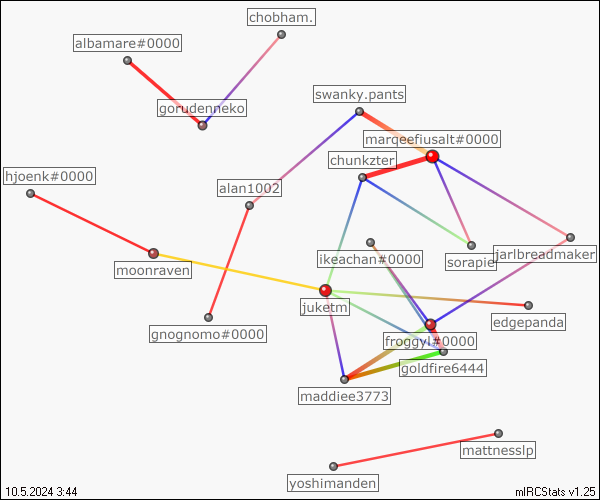 chobham.
albamare#0000
swanky.pants
gorudenneko
marqeefiusalt#0000
chunkzter
hjoenk#0000
alan1002
ikeachan#0000
sorapie
jarlbreadmaker
moonraven
juketm
edgepanda
gnognomo#0000
froggyl#0000
goldfire6444
maddiee3773
mattnesslp
yoshimanden
10.5.2024 3:44
mIRCStats v1.25